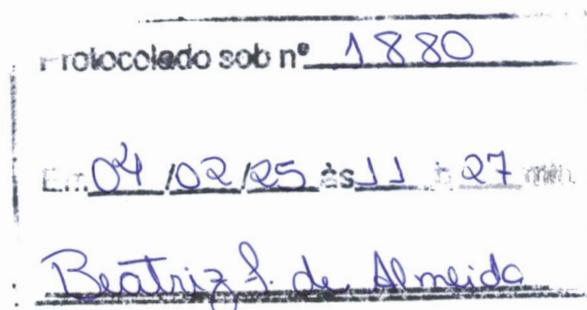 Protocolado sob nº 1880
Em 04/02/25 às 11 h 27 min.
Beatriz S. de Almeida